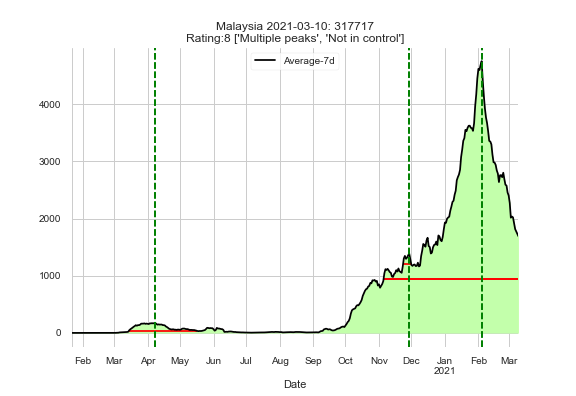 Malaysia 2021-03-10: 317717
Rating:8 ['Multiple peaks', 'Not in control']
Average-7d
4000
3000
2000
1000
0
Feb Mar Apr May Jun Jul Aug Sep Oct Nov Dec Jan Feb Mar
2021
Date